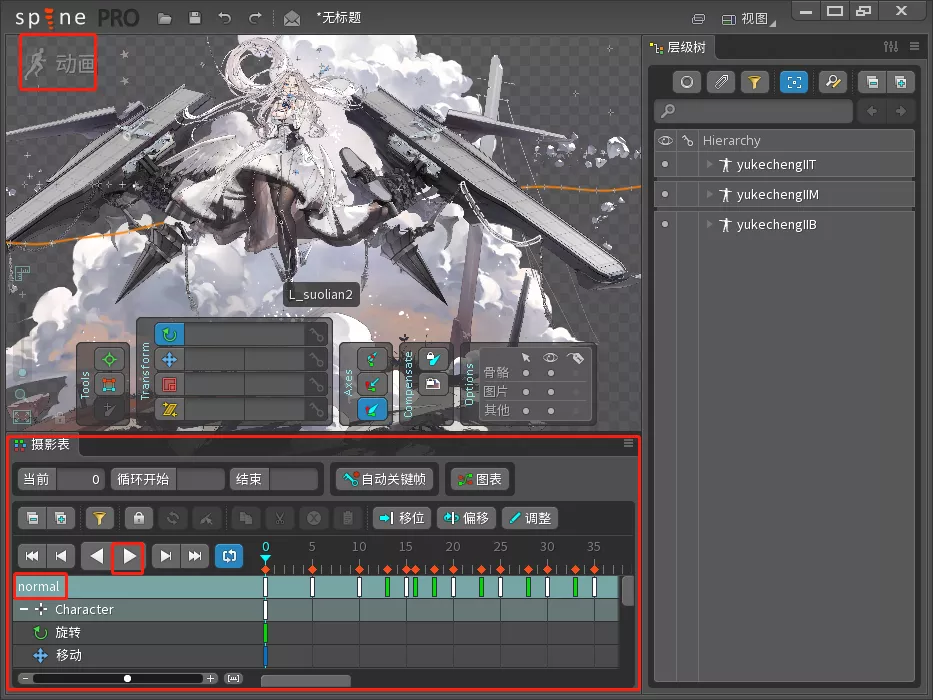 spine PRO
*无标题
视图
动画
层级树
Hierarchy
yukechengIIT
yukechengIIM
yukechengIIB
L_suolian2
Tools
Transform
Axes
Compensate
Options
骨骼
图片
其他
摄影表
当前 0 循环开始 结束 自动关键帧 图表
移位 偏移 调整
0 5 10 15 20 25 30 35
normal
Character
旋转
移动